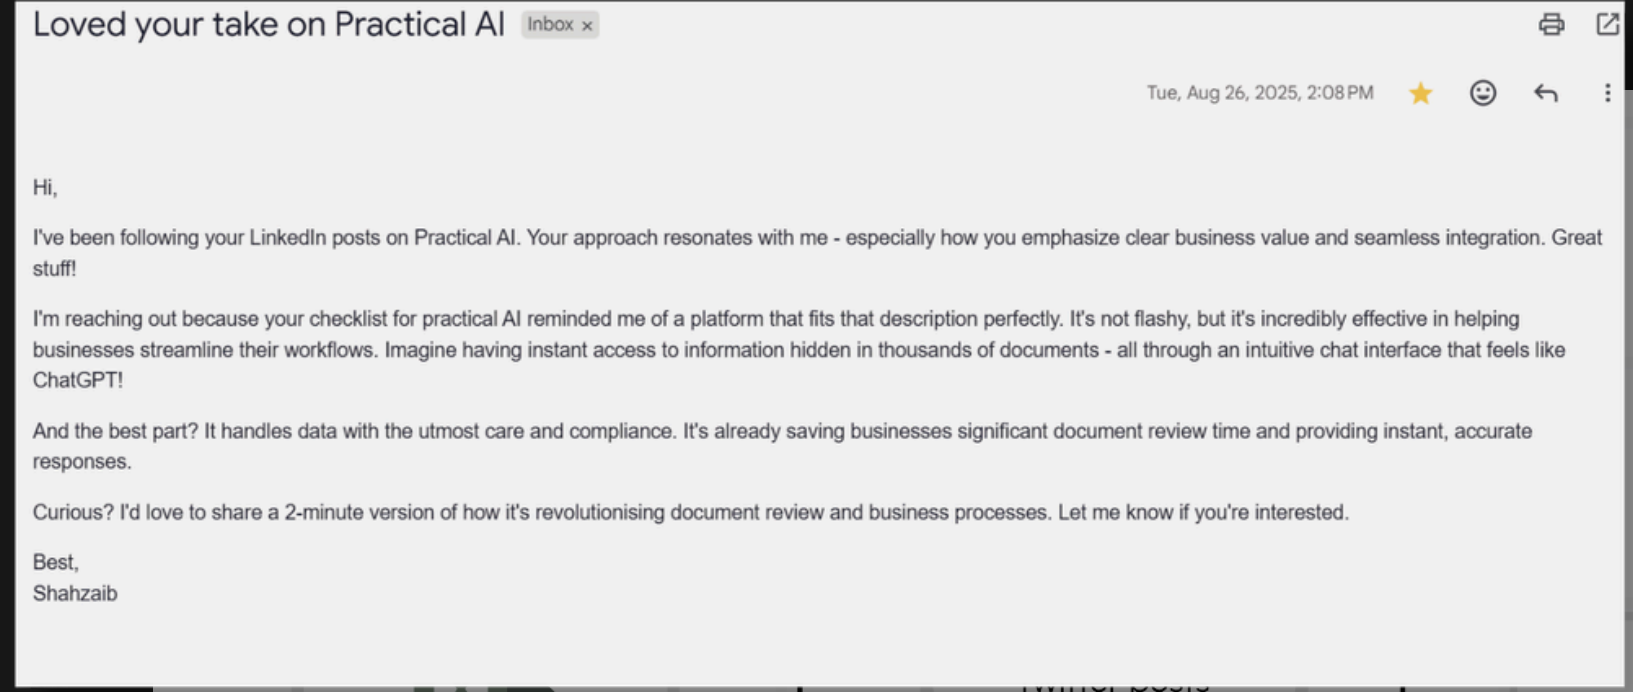 Loved your take on Practical AI Inbox ×
Tue, Aug 26, 2025, 2:08 PM
Hi,
I've been following your LinkedIn posts on Practical AI. Your approach resonates with me - especially how you emphasize clear business value and seamless integration. Great
stuff!
I'm reaching out because your checklist for practical AI reminded me of a platform that fits that description perfectly. It's not flashy, but it's incredibly effective in helping
businesses streamline their workflows. Imagine having instant access to information hidden in thousands of documents - all through an intuitive chat interface that feels like
ChatGPT!
And the best part? It handles data with the utmost care and compliance. It's already saving businesses significant document review time and providing instant, accurate
responses.
Curious? I'd love to share a 2-minute version of how it's revolutionising document review and business processes. Let me know if you're interested.
Best,
Shahzaib